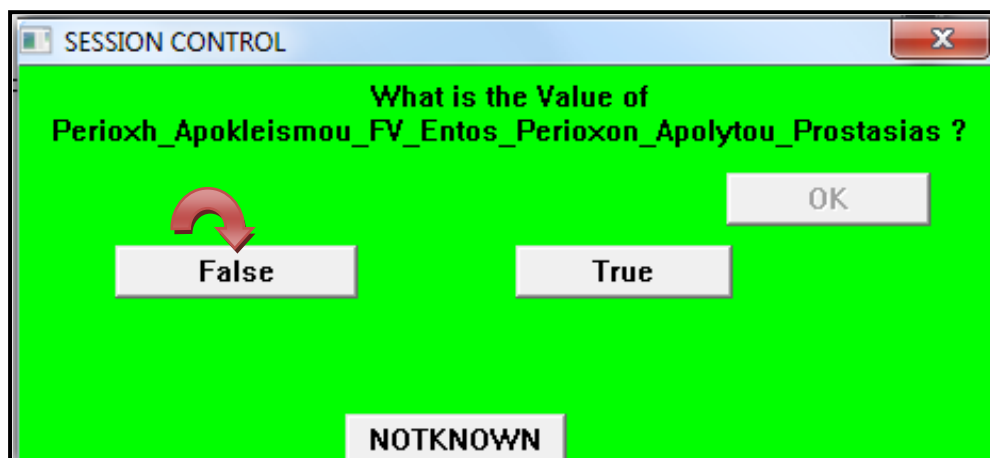 SESSION CONTROL
What is the Value of
Perioxh_Apokleismou_FV_Entos_Perioxon_Apolytou_Prostasias ?
OK
False
True
NOTKNOWN